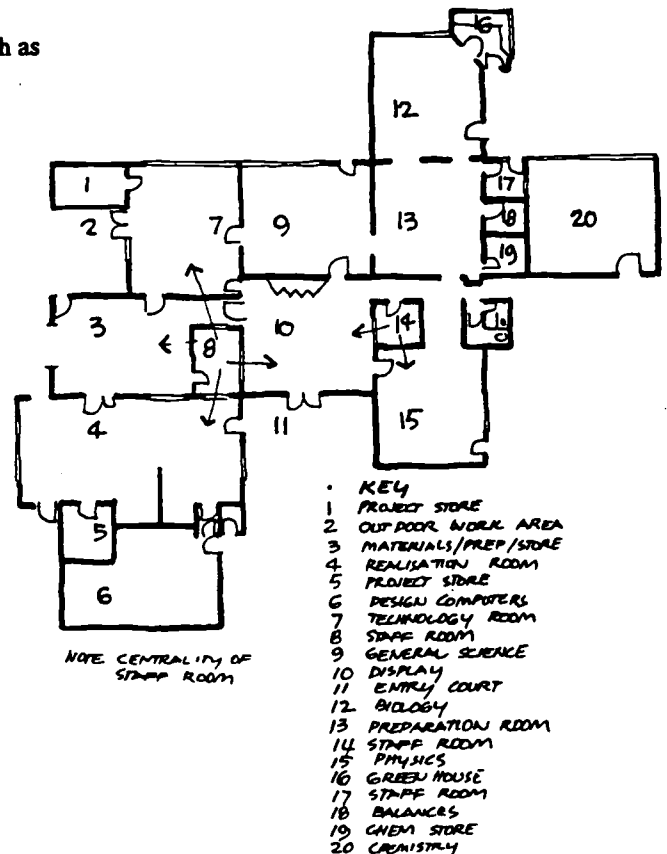 h as
16
12
1
17
2
7
9
13
18
20
19
3
10
14
8
4
11
15
5
6
NOTE CENTRALITY OF
STAFF ROOM
KEY
1 PROJECT STORE
2 OUTDOOR WORK AREA
3 MATERIALS/PREP/STORE
4 REALISATION ROOM
5 PROJECT STORE
6 DESIGN COMPUTERS
7 TECHNOLOGY ROOM
8 STAFF ROOM
9 GENERAL SCIENCE
10 DISPLAY
11 ENTRY COURT
12 BIOLOGY
13 PREPARATION ROOM
14 STAFF ROOM
15 PHYSICS
16 GREEN HOUSE
17 STAFF ROOM
18 BALANCES
19 CHEM STORE
20 CHEMISTRY